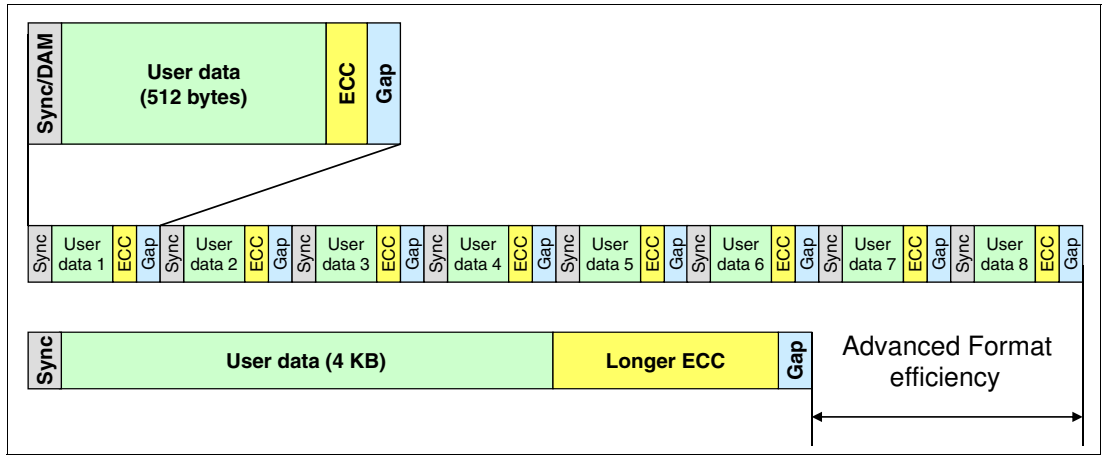 Sync/DAM
User data
(512 bytes)
ECC
Gap
Sync
User
data 1
ECC
Gap
Sync
User
data 2
ECC
Gap
Sync
User
data 3
ECC
Gap
Sync
User
data 4
ECC
Gap
Sync
User
data 5
ECC
Gap
Sync
User
data 6
ECC
Gap
Sync
User
data 7
ECC
Gap
Sync
User
data 8
ECC
Gap
Sync
User data (4 KB)
Longer ECC
Gap
Advanced Format
efficiency